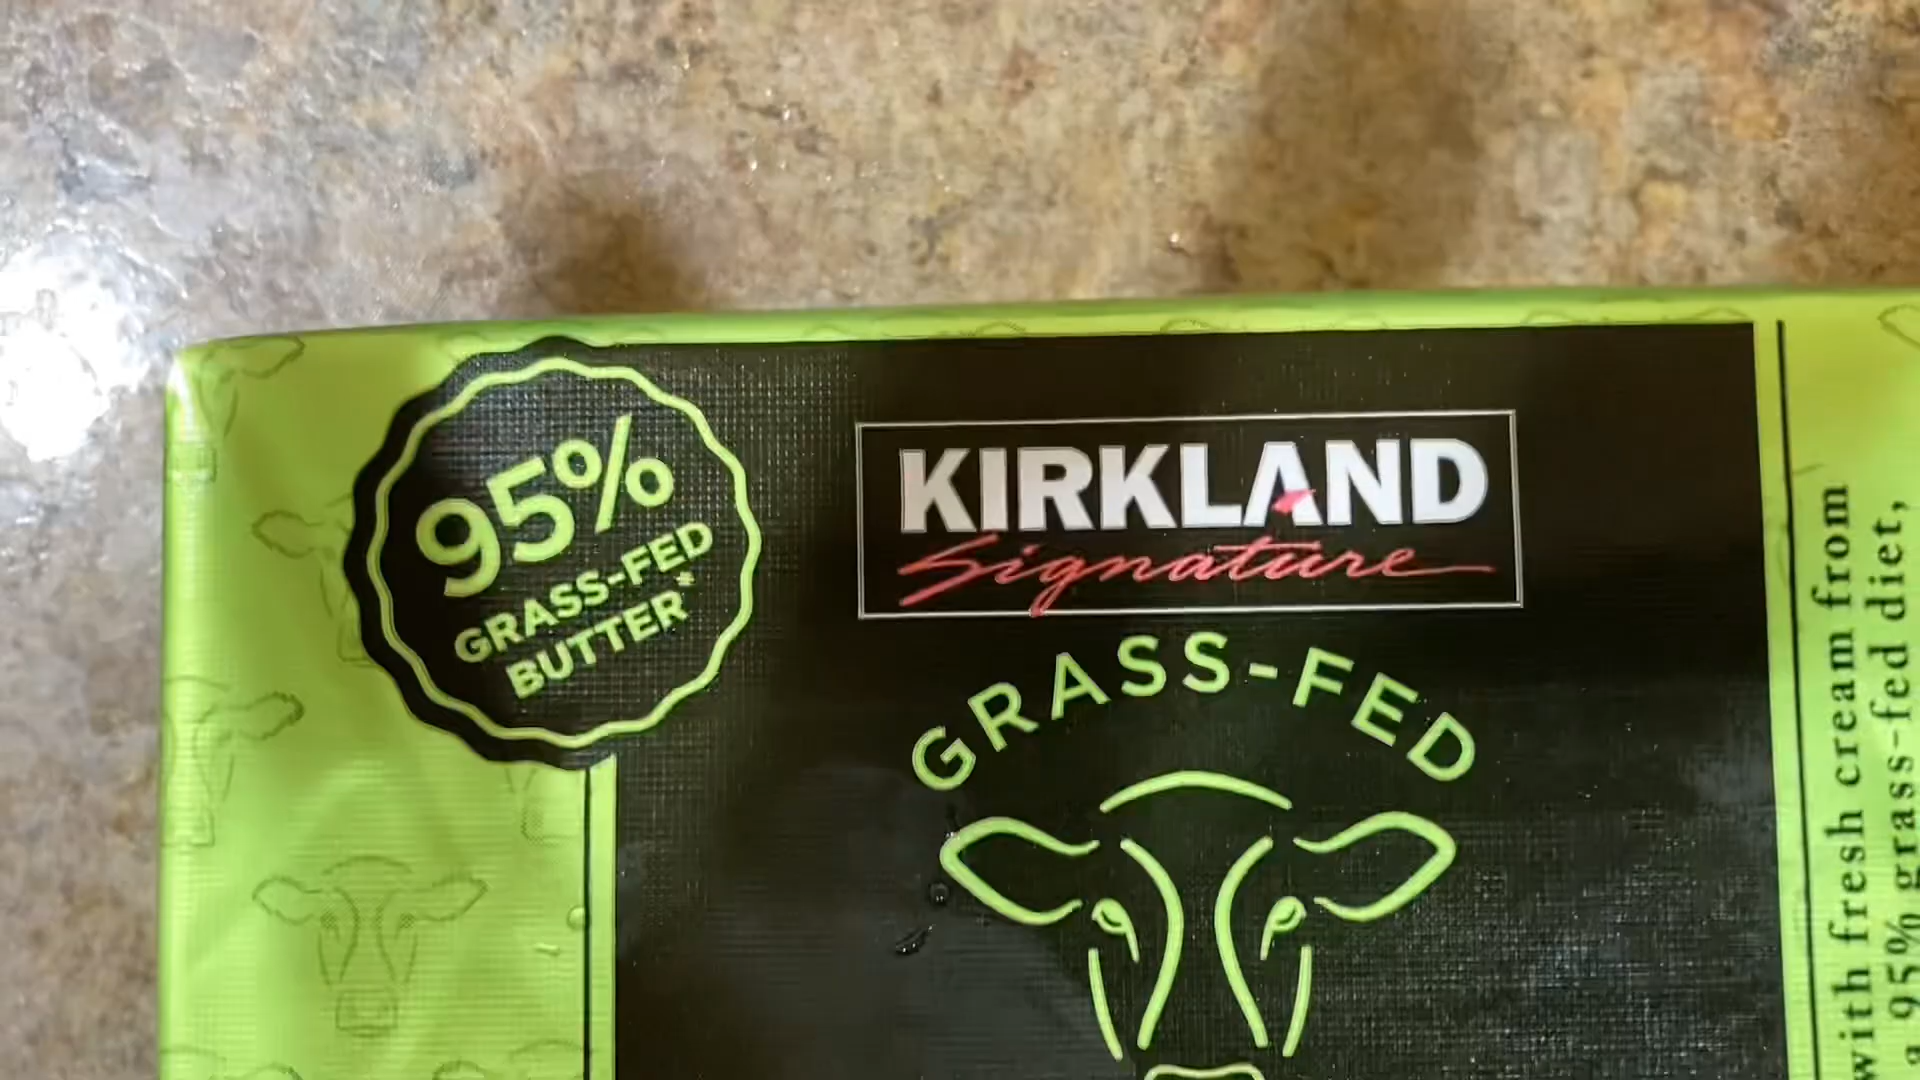 95%
GRASS-FED
BUTTER*
KIRKLAND
Signature
GRASS-FED
with fresh cream from
a 95% grass-fed diet,